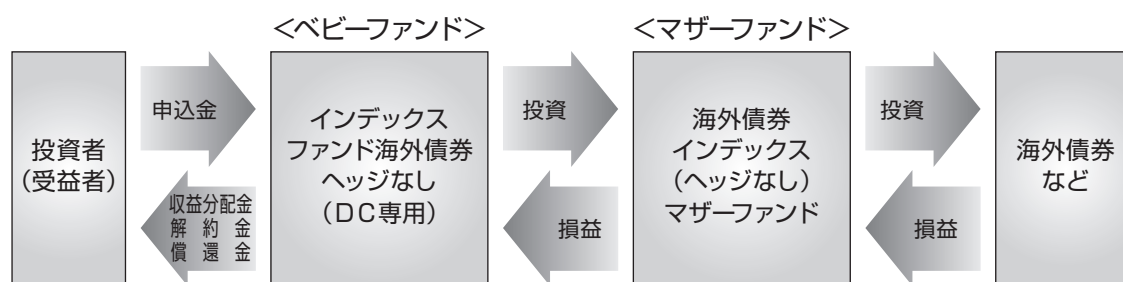 ＜ベビーファンド＞
＜マザーファンド＞
投資者
（受益者）
申込金
収益分配金
解約金
償還金
インデックス
ファンド海外債券
ヘッジなし
（ＤＣ専用）
投資
損益
海外債券
インデックス
（ヘッジなし）
マザーファンド
投資
損益
海外債券
など